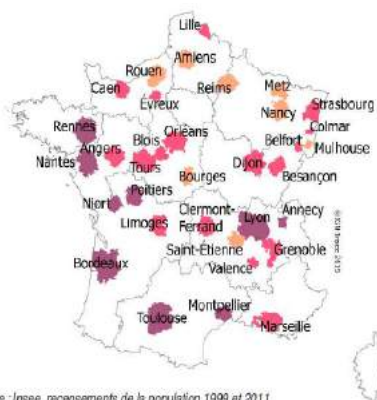 Lille
Amiens
Rouen
Caen
Reims
Metz
Évreux
Nancy
Strasbourg
Rennes
Orléans
Colmar
Blois
Belfort
Angers
Mulhouse
Nantes
Tours
Dijon
Bourges
Besançon
Poitiers
Niort
Clermont-
Ferrand
Lyon
Annecy
Limoges
Saint-Étienne
Grenoble
Valence
Bordeaux
Montpellier
Toulouse
Marseille
: Insee, recensements de la population 1999 et 2011